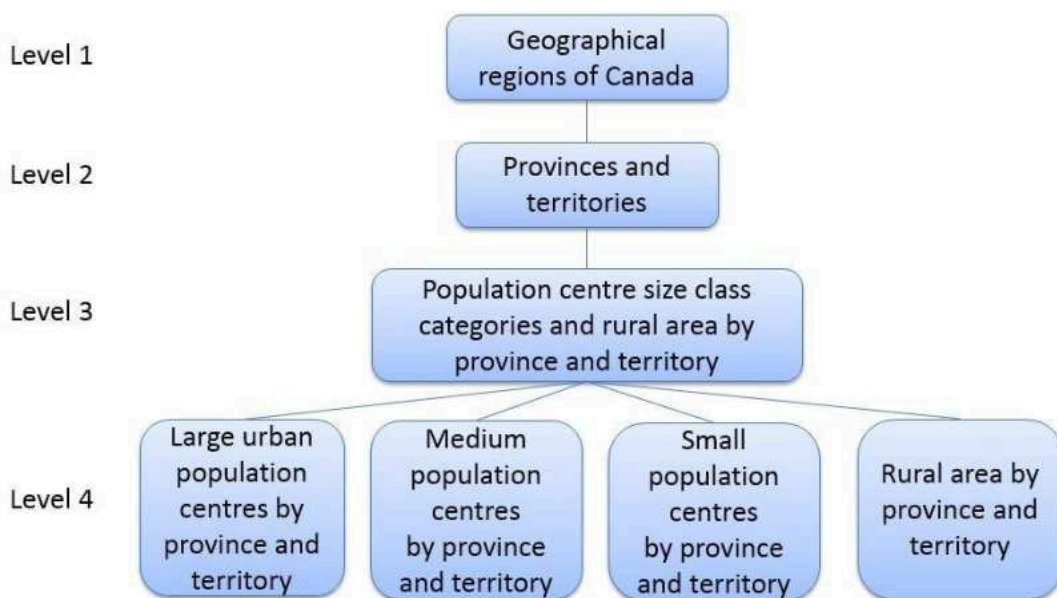 Level 1
Geographical
regions of Canada
Level 2
Provinces and
territories
Level 3
Population centre size class
categories and rural area by
province and territory
Level 4
Large urban
population
centres by
province and
territory
Medium
population
centres
by province
and territory
Small
population
centres
by province
and territory
Rural area by
province and
territory